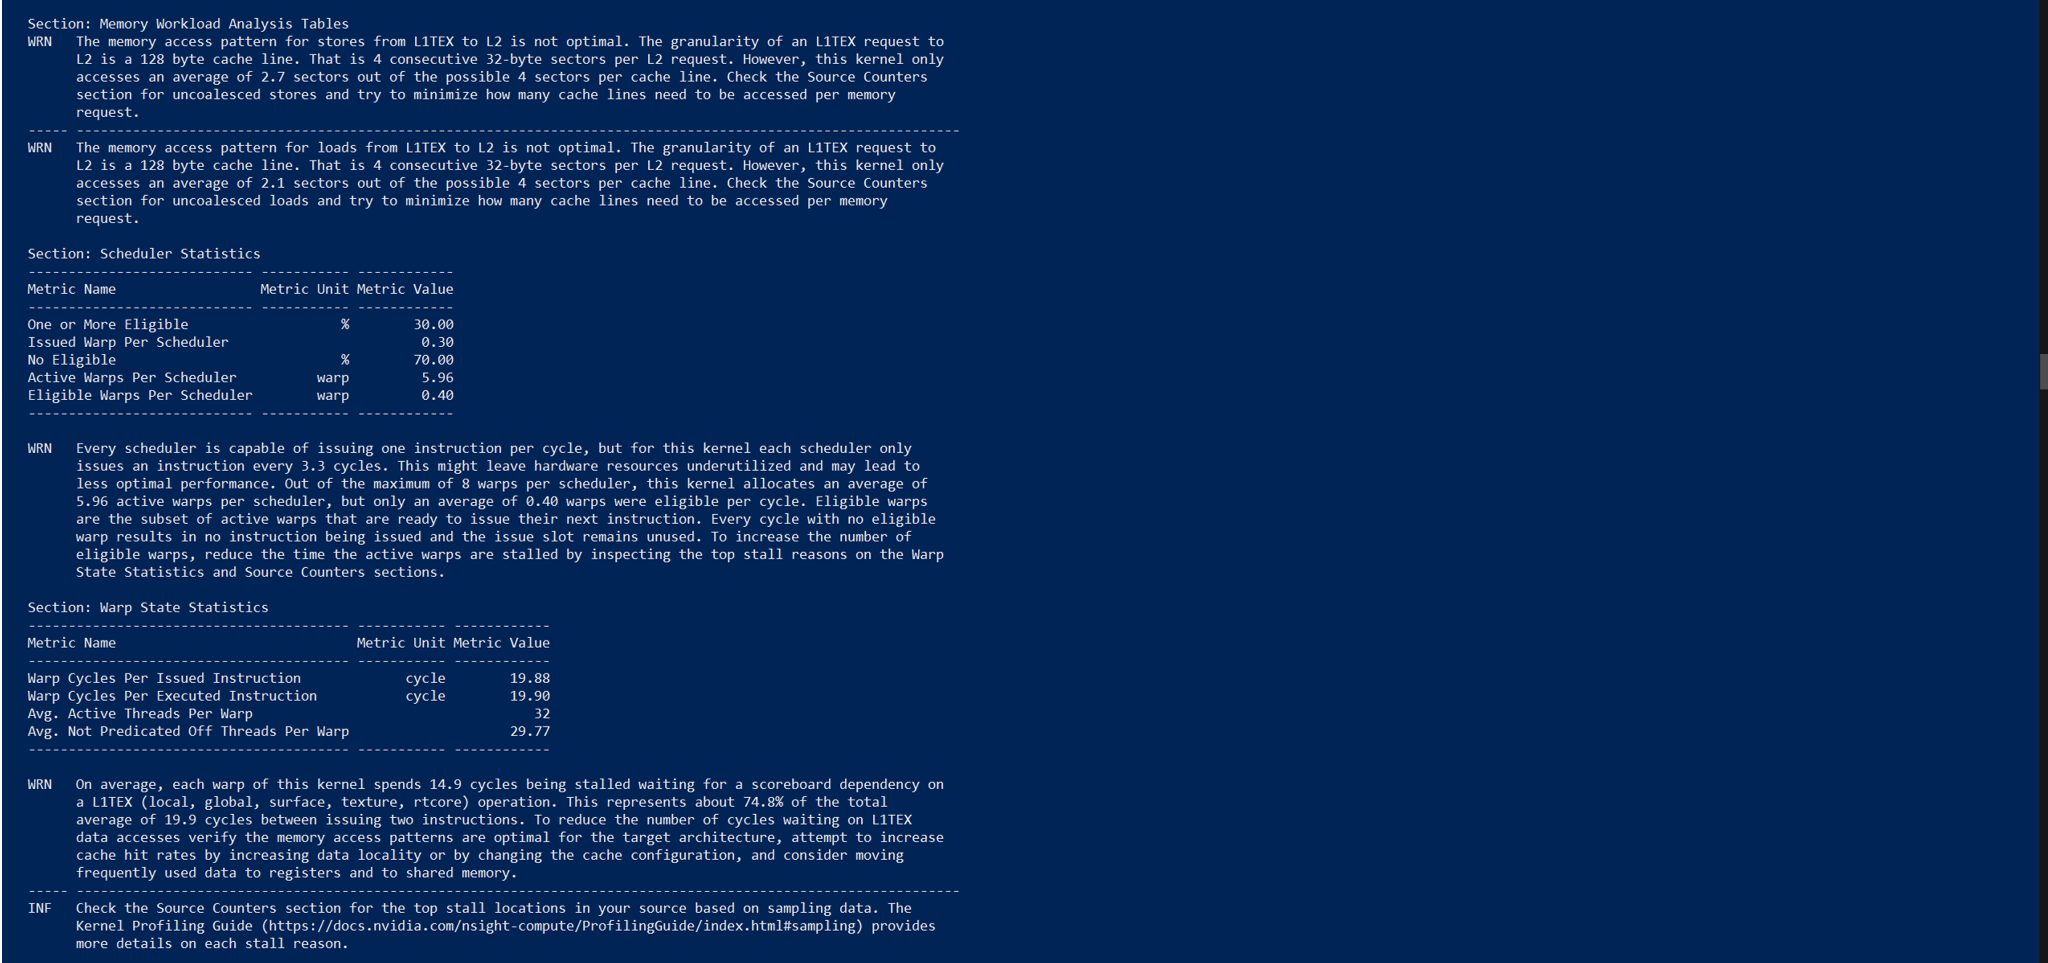 Section: Memory Workload Analysis Tables
WRN   The memory access pattern for stores from L1TEX to L2 is not optimal. The granularity of an L1TEX request to
      L2 is a 128 byte cache line. That is 4 consecutive 32-byte sectors per L2 request. However, this kernel only
      accesses an average of 2.7 sectors out of the possible 4 sectors per cache line. Check the Source Counters
      section for uncoalesced stores and try to minimize how many cache lines need to be accessed per memory
      request.
----- --------------------------------------------------------------------------------------------------------------
WRN   The memory access pattern for loads from L1TEX to L2 is not optimal. The granularity of an L1TEX request to
      L2 is a 128 byte cache line. That is 4 consecutive 32-byte sectors per L2 request. However, this kernel only
      accesses an average of 2.1 sectors out of the possible 4 sectors per cache line. Check the Source Counters
      section for uncoalesced loads and try to minimize how many cache lines need to be accessed per memory
      request.
Section: Scheduler Statistics
---------------------------- ----------- ------------
Metric Name                  Metric Unit Metric Value
---------------------------- ----------- ------------
One or More Eligible                   %        30.00
Issued Warp Per Scheduler                        0.30
No Eligible                            %        70.00
Active Warps Per Scheduler          warp         5.96
Eligible Warps Per Scheduler        warp         0.40
---------------------------- ----------- ------------
WRN   Every scheduler is capable of issuing one instruction per cycle, but for this kernel each scheduler only
      issues an instruction every 3.3 cycles. This might leave hardware resources underutilized and may lead to
      less optimal performance. Out of the maximum of 8 warps per scheduler, this kernel allocates an average of
      5.96 active warps per scheduler, but only an average of 0.40 warps were eligible per cycle. Eligible warps
      are the subset of active warps that are ready to issue their next instruction. Every cycle with no eligible
      warp results in no instruction being issued and the issue slot remains unused. To increase the number of
      eligible warps, reduce the time the active warps are stalled by inspecting the top stall reasons on the Warp
      State Statistics and Source Counters sections.
Section: Warp State Statistics
---------------------------------------- ----------- ------------
Metric Name                              Metric Unit Metric Value
---------------------------------------- ----------- ------------
Warp Cycles Per Issued Instruction             cycle        19.88
Warp Cycles Per Executed Instruction           cycle        19.90
Avg. Active Threads Per Warp                                   32
Avg. Not Predicated Off Threads Per Warp                    29.77
---------------------------------------- ----------- ------------
WRN   On average, each warp of this kernel spends 14.9 cycles being stalled waiting for a scoreboard dependency on
      a L1TEX (local, global, surface, texture, rtcore) operation. This represents about 74.8% of the total
      average of 19.9 cycles between issuing two instructions. To reduce the number of cycles waiting on L1TEX
      data accesses verify the memory access patterns are optimal for the target architecture, attempt to increase
      cache hit rates by increasing data locality or by changing the cache configuration, and consider moving
      frequently used data to registers and to shared memory.
----- --------------------------------------------------------------------------------------------------------------
INF   Check the Source Counters section for the top stall locations in your source based on sampling data. The
      Kernel Profiling Guide (https://docs.nvidia.com/nsight-compute/ProfilingGuide/index.html#sampling) provides
      more details on each stall reason.